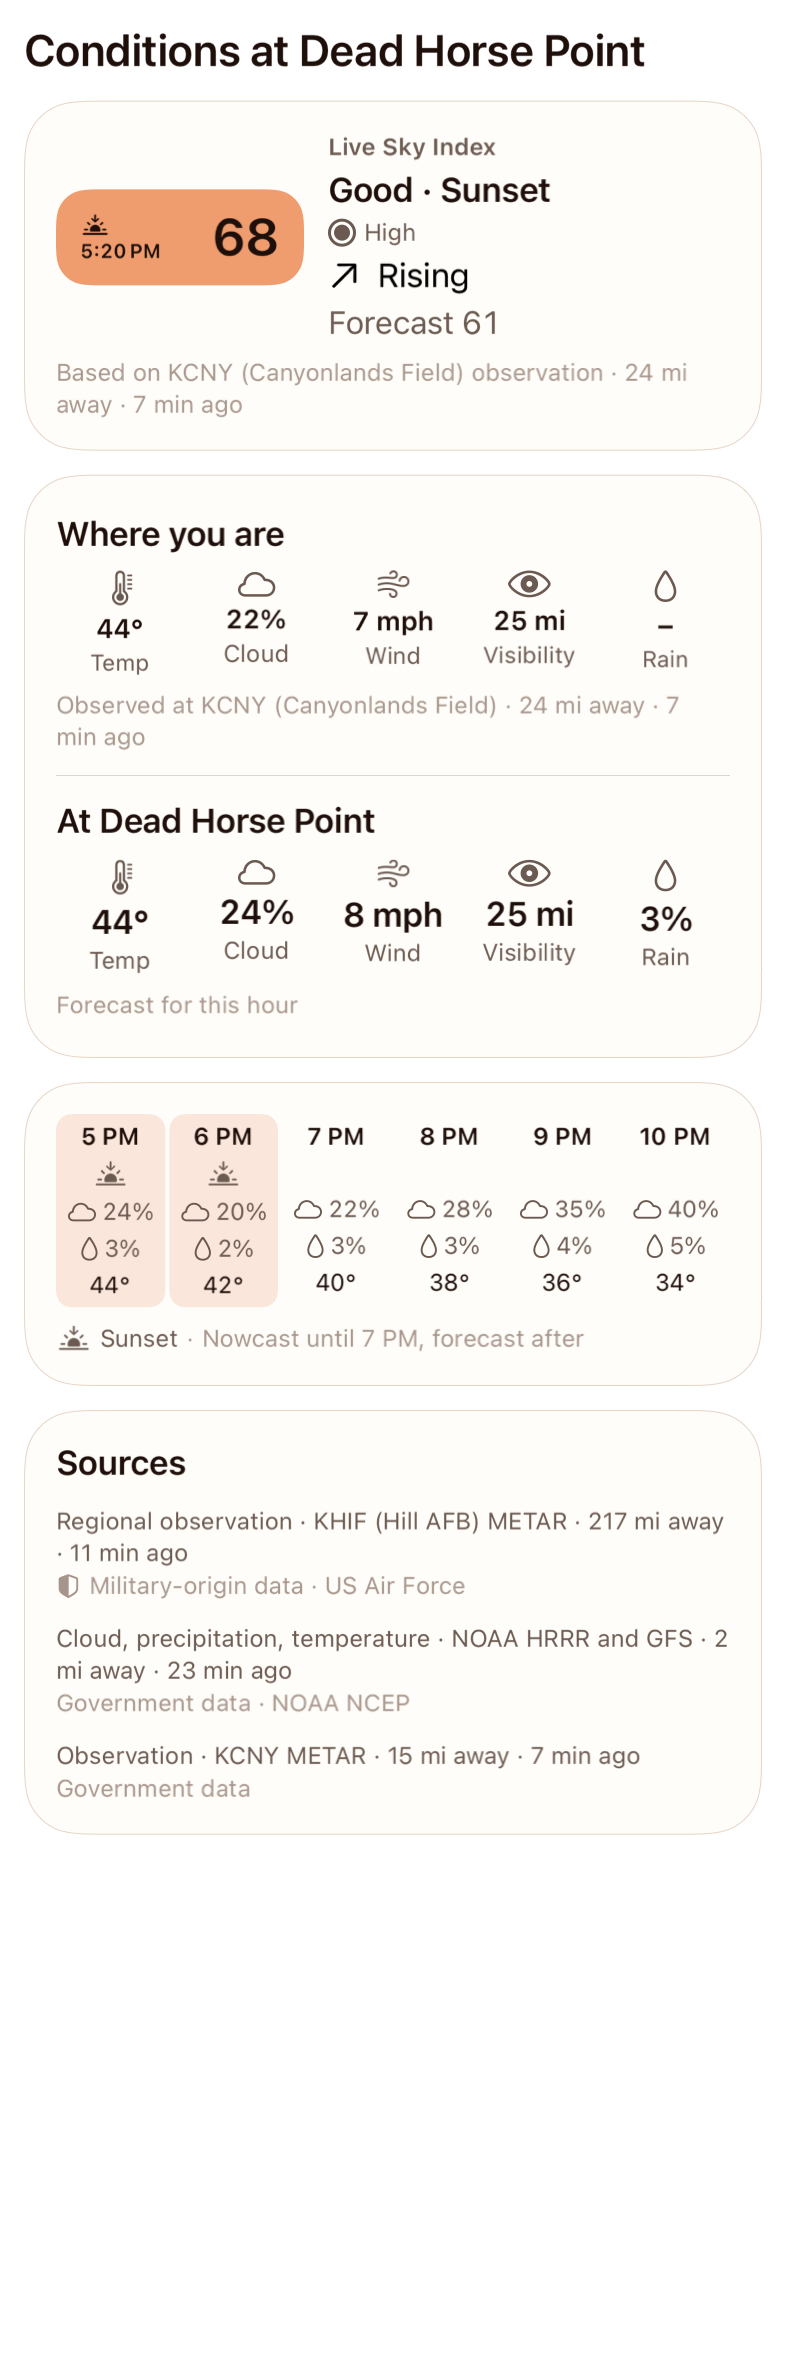 Conditions at Dead Horse Point
Live Sky Index
Good · Sunset
High
Rising
Forecast 61
5:20 PM
68
Based on KCNY (Canyonlands Field) observation · 24 mi
away · 7 min ago
Where you are
44° 22% 7 mph 25 mi –
Temp Cloud Wind Visibility Rain
Observed at KCNY (Canyonlands Field) · 24 mi away · 7
min ago
At Dead Horse Point
44° 24% 8 mph 25 mi 3%
Temp Cloud Wind Visibility Rain
Forecast for this hour
5 PM 6 PM 7 PM 8 PM 9 PM 10 PM
24% 20% 22% 28% 35% 40%
3% 2% 3% 3% 4% 5%
44° 42° 40° 38° 36° 34°
Sunset · Nowcast until 7 PM, forecast after
Sources
Regional observation · KHIF (Hill AFB) METAR · 217 mi away
· 11 min ago
Military-origin data · US Air Force
Cloud, precipitation, temperature · NOAA HRRR and GFS · 2
mi away · 23 min ago
Government data · NOAA NCEP
Observation · KCNY METAR · 15 mi away · 7 min ago
Government data